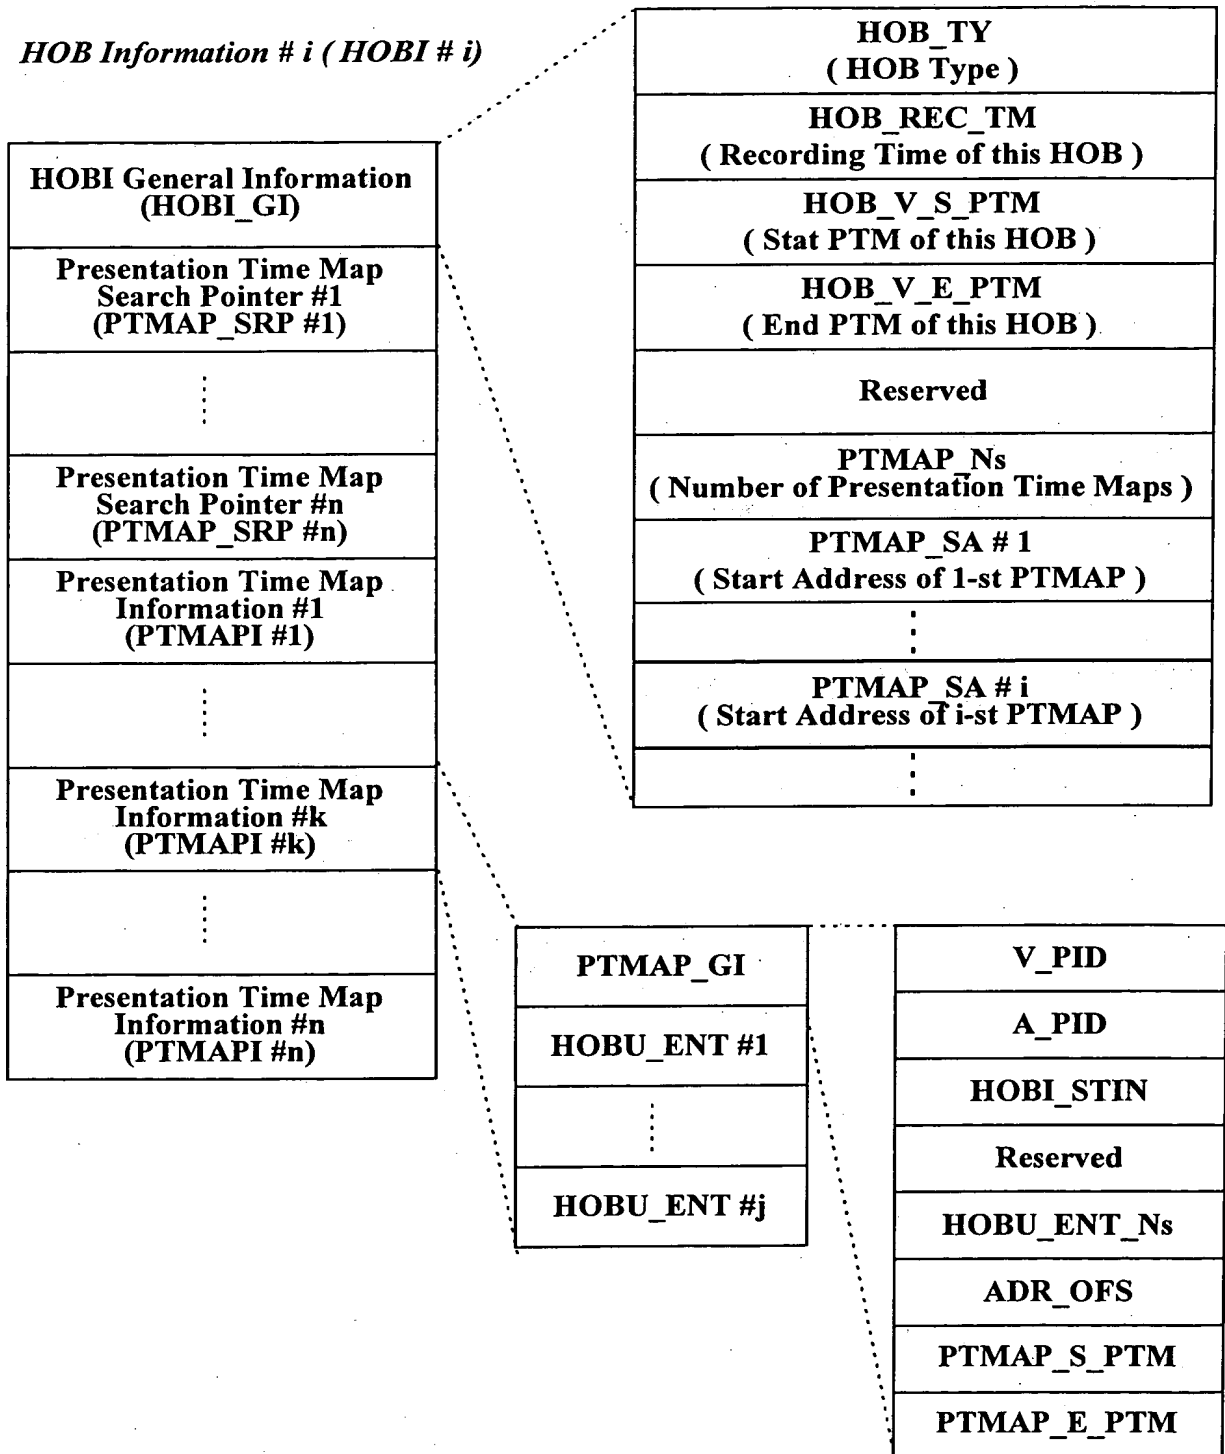 HOB Information # i ( HOBI # i)
HOBI General Information
(HOBI_GI)
Presentation Time Map
Search Pointer #1
(PTMAP_SRP #1)
Presentation Time Map
Search Pointer #n
(PTMAP_SRP #n)
Presentation Time Map
Information #1
(PTMAPI #1)
Presentation Time Map
Information #k
(PTMAPI #k)
Presentation Time Map
Information #n
(PTMAPI #n)
HOB_TY
( HOB Type )
HOB_REC_TM
( Recording Time of this HOB )
HOB_V_S_PTM
( Stat PTM of this HOB )
HOB_V_E_PTM
( End PTM of this HOB )
Reserved
PTMAP_Ns
( Number of Presentation Time Maps )
PTMAP_SA # 1
( Start Address of 1-st PTMAP )
PTMAP_SA # i
( Start Address of i-st PTMAP )
PTMAP_GI
HOBU_ENT #1
HOBU_ENT #j
V_PID
A_PID
HOBI_STIN
Reserved
HOBU_ENT_Ns
ADR_OFS
PTMAP_S_PTM
PTMAP_E_PTM